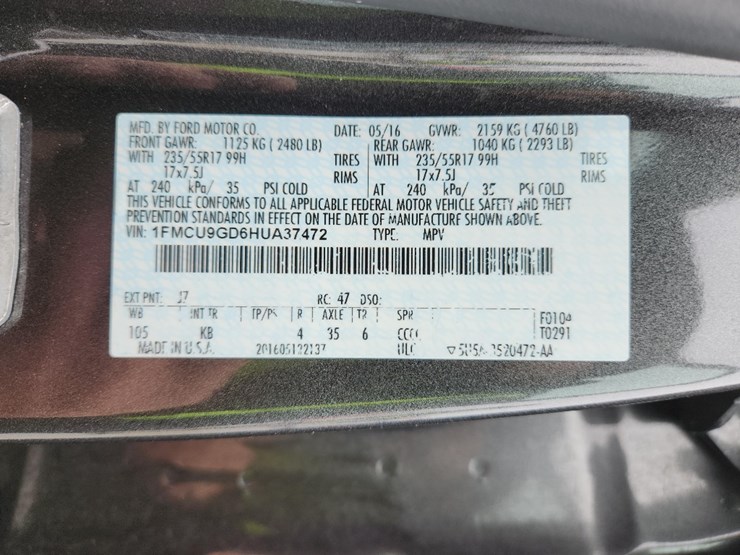 MFD. BY FORD MOTOR CO. DATE: 05/16 GVWR: 2159 KG ( 4760 LB)
FRONT GAWR: 1125 KG ( 2480 LB) REAR GAWR: 1040 KG ( 2293 LB)
WITH 235/55R17 99H TIRES WITH 235/55R17 99H TIRES
17x7.5J RIMS 17x7.5J RIMS
AT 240 kPa/ 35 PSI COLD AT 240 kPa/ 35 PSI COLD
THIS VEHICLE CONFORMS TO ALL APPLICABLE FEDERAL MOTOR VEHICLE SAFETY AND THEFT
PREVENTION STANDARDS IN EFFECT ON THE DATE OF MANUFACTURE SHOWN ABOVE.
VIN: 1FMCU9GD6HUA37472 TYPE: MPV
EXT PNT: J7 RC: 47 DSO:
WB INT TR TP/PS R AXLE TR SPR F0104
105 KB 4 35 6 T0291
MADE IN U.S.A. 201605122137